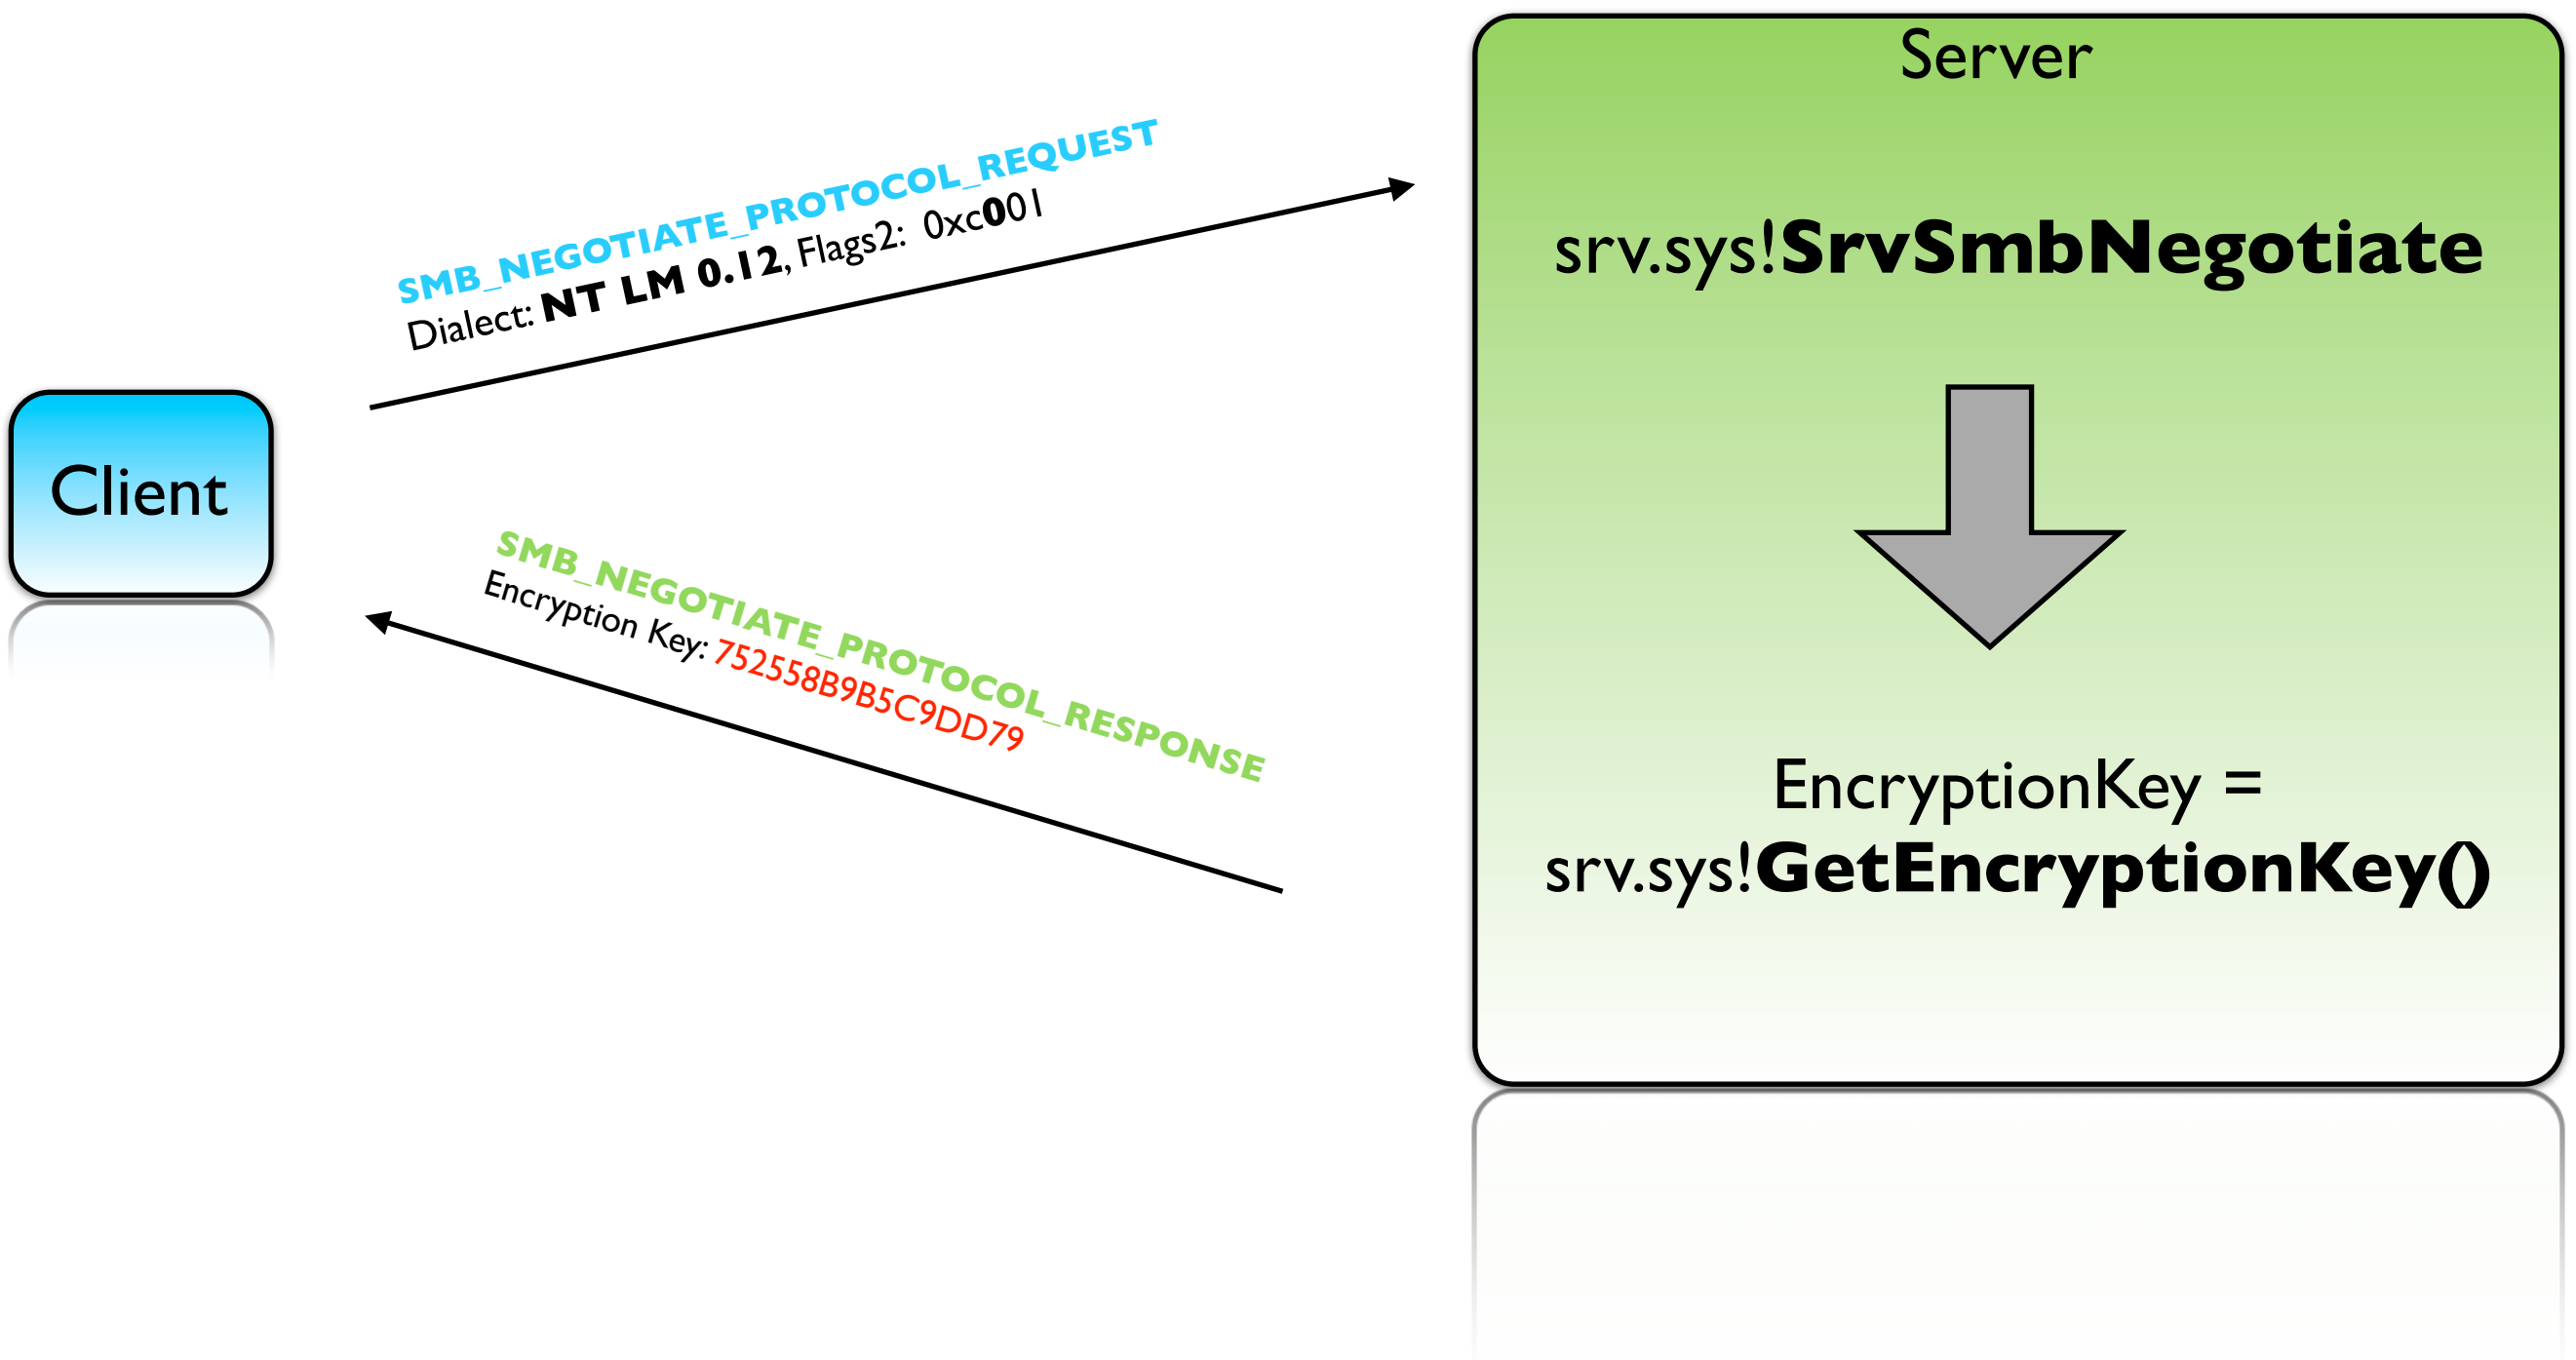 Server
SMB_NEGOTIATE_PROTOCOL_REQUEST
Dialect: NT LM 0.12, Flags2: 0xc001
srv.sys!SrvSmbNegotiate
Client
SMB_NEGOTIATE_PROTOCOL_RESPONSE
Encryption Key: 752558B9B5C9DD79
EncryptionKey =
srv.sys!GetEncryptionKey()